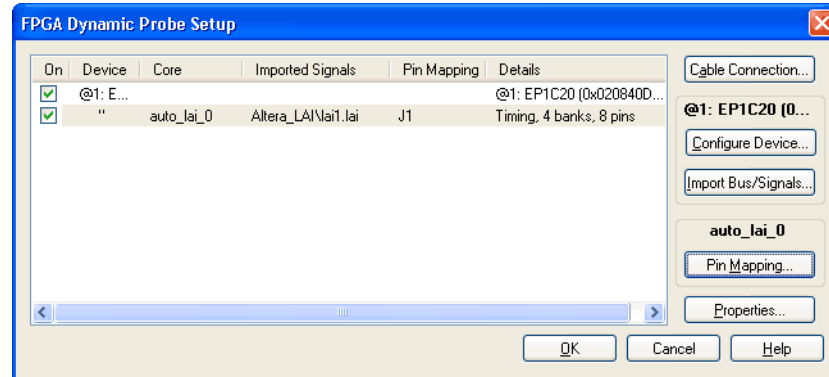 FPGA Dynamic Probe Setup
On Device Core Imported Signals Pin Mapping Details
@1: E... @1: EP1C20 (0x020840D...
" auto_lai_0 Altera_LAI\lai1.lai J1 Timing, 4 banks, 8 pins
Cable Connection...
@1: EP1C20 (0...
Configure Device...
Import Bus/Signals...
auto_lai_0
Pin Mapping...
Properties...
OK Cancel Help